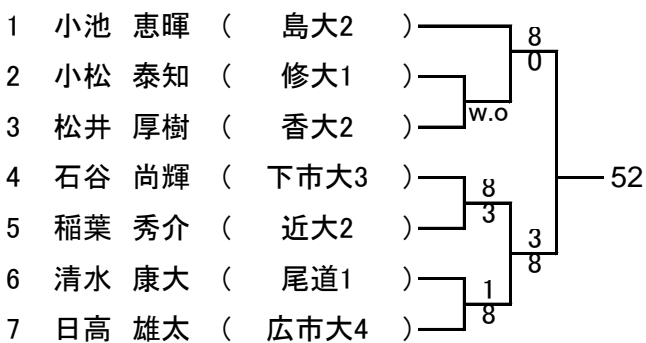 1 小池 恵暉 ( 島大2 ) 8
0
2 小松 泰知 ( 修大1 )
w.o
3 松井 厚樹 ( 香大2 )
4 石谷 尚輝 ( 下市大3 ) 8 52
3
5 稲葉 秀介 ( 近大2 ) 3
8
6 清水 康大 ( 尾道1 ) 1
8
7 日高 雄太 ( 広市大4 )